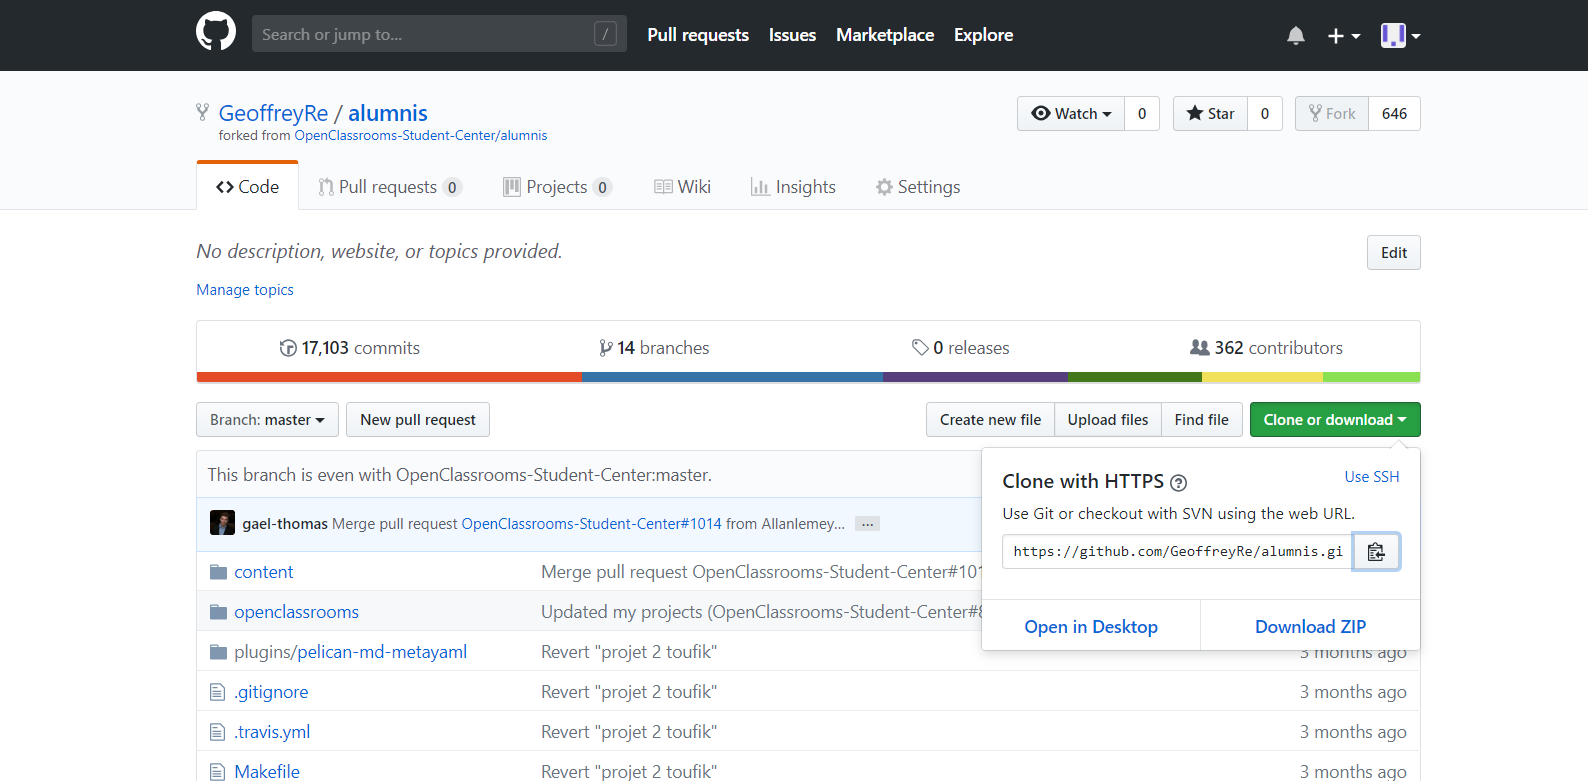 Search or jump to... / Pull requests Issues Marketplace Explore
GeoffreyRe / alumnis Watch 0 Star 0 Fork 646
forked from OpenClassrooms-Student-Center/alumnis
Code Pull requests 0 Projects 0 Wiki Insights Settings
No description, website, or topics provided. Edit
Manage topics
17,103 commits 14 branches 0 releases 362 contributors
Branch: master New pull request Create new file Upload files Find file Clone or download
This branch is even with OpenClassrooms-Student-Center:master.
Clone with HTTPS ? Use SSH
Use Git or checkout with SVN using the web URL.
https://github.com/GeoffreyRe/alumnis.gi
Open in Desktop Download ZIP
gael-thomas Merge pull request OpenClassrooms-Student-Center#1014 from Allanlemey... ...
content Merge pull request OpenClassrooms-Student-Center#101
openclassrooms Updated my projects (OpenClassrooms-Student-Center#8
plugins/pelican-md-metayaml Revert "projet 2 toufik" 3 months ago
.gitignore Revert "projet 2 toufik" 3 months ago
.travis.yml Revert "projet 2 toufik" 3 months ago
Makefile Revert "projet 2 toufik" 3 months ago